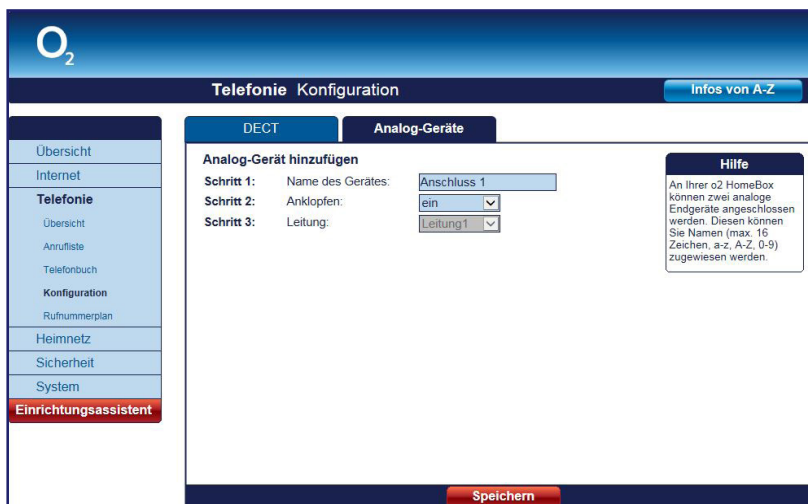 O2
Telefonie Konfiguration
Infos von A-Z
Übersicht
Internet
Telefonie
Übersicht
Anrufliste
Telefonbuch
Konfiguration
Rufnummerplan
Heimnetz
Sicherheit
System
Einrichtungsassistent
DECT
Analog-Geräte
Analog-Gerät hinzufügen
Schritt 1: Name des Gerätes: Anschluss 1
Schritt 2: Anklopfen: ein
Schritt 3: Leitung: Leitung1
Hilfe
An Ihrer o2 HomeBox
können zwei analoge
Endgeräte angeschlossen
werden. Diesen können
Sie Namen (max. 16
Zeichen, a-z, A-Z, 0-9)
zugewiesen werden.
Speichern